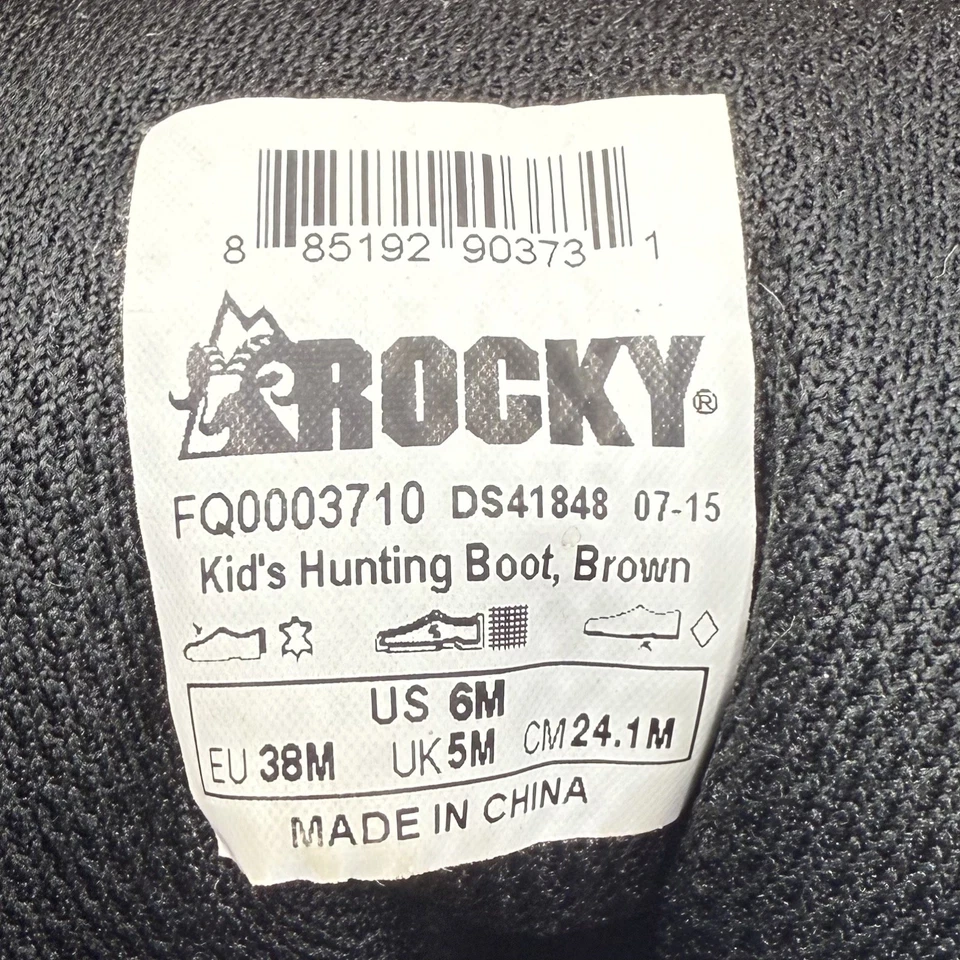 8 85192 90373 1
ROCKY®
FQ0003710 DS41848 07-15
Kid's Hunting Boot, Brown
US 6M
EU 38M UK 5M CM 24.1M
MADE IN CHINA